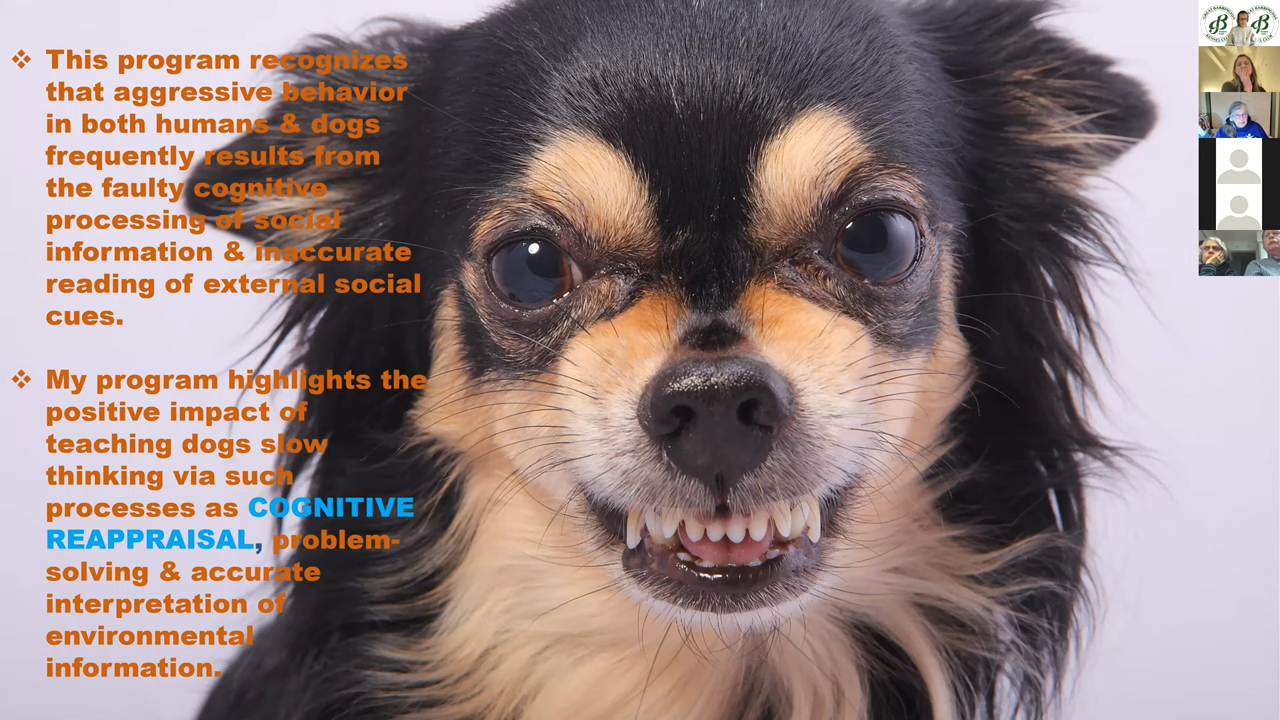 ❖ This program recognizes
that aggressive behavior
in both humans & dogs
frequently results from
the faulty cognitive
processing of social
information & inaccurate
reading of external social
cues.
❖ My program highlights the
positive impact of
teaching dogs slow
thinking via such
processes as COGNITIVE
REAPPRAISAL, problem-
solving & accurate
interpretation of
environmental
information.